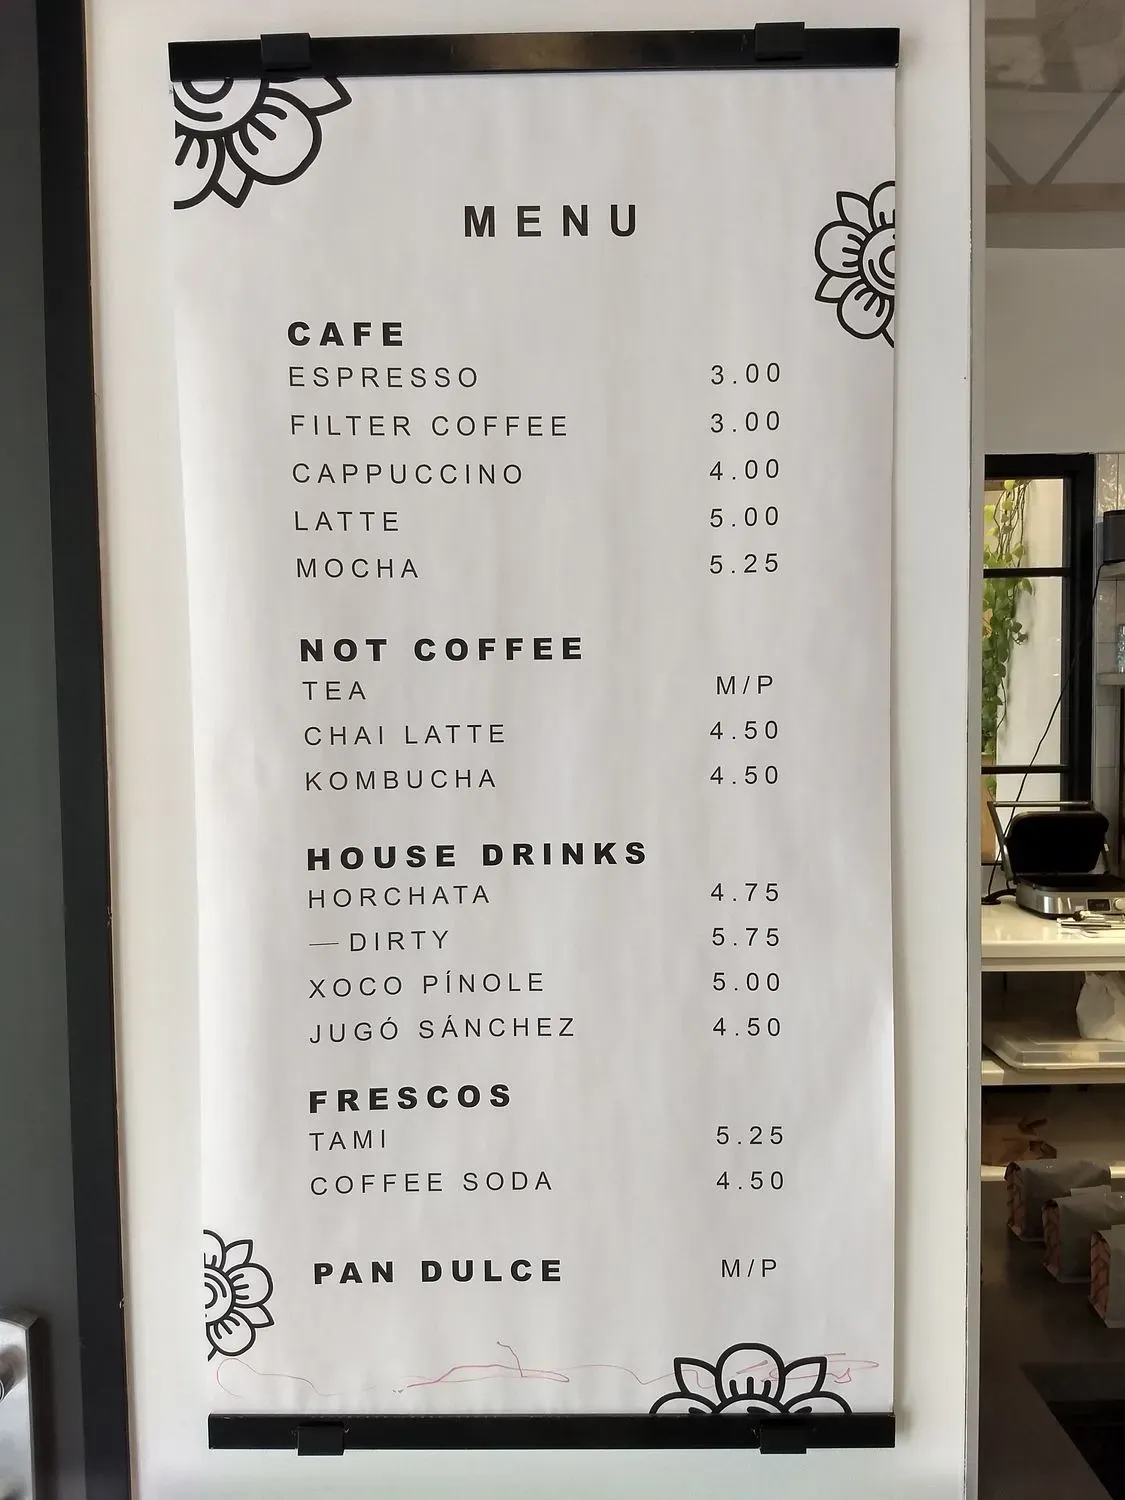 MENU
CAFE
ESPRESSO 3.00
FILTER COFFEE 3.00
CAPPUCCINO 4.00
LATTE 5.00
MOCHA 5.25
NOT COFFEE
TEA M/P
CHAI LATTE 4.50
KOMBUCHA 4.50
HOUSE DRINKS
HORCHATA 4.75
— DIRTY 5.75
XOCO PÍNOLE 5.00
JUGÓ SÁNCHEZ 4.50
FRESCOS
TAMI 5.25
COFFEE SODA 4.50
PAN DULCE M/P